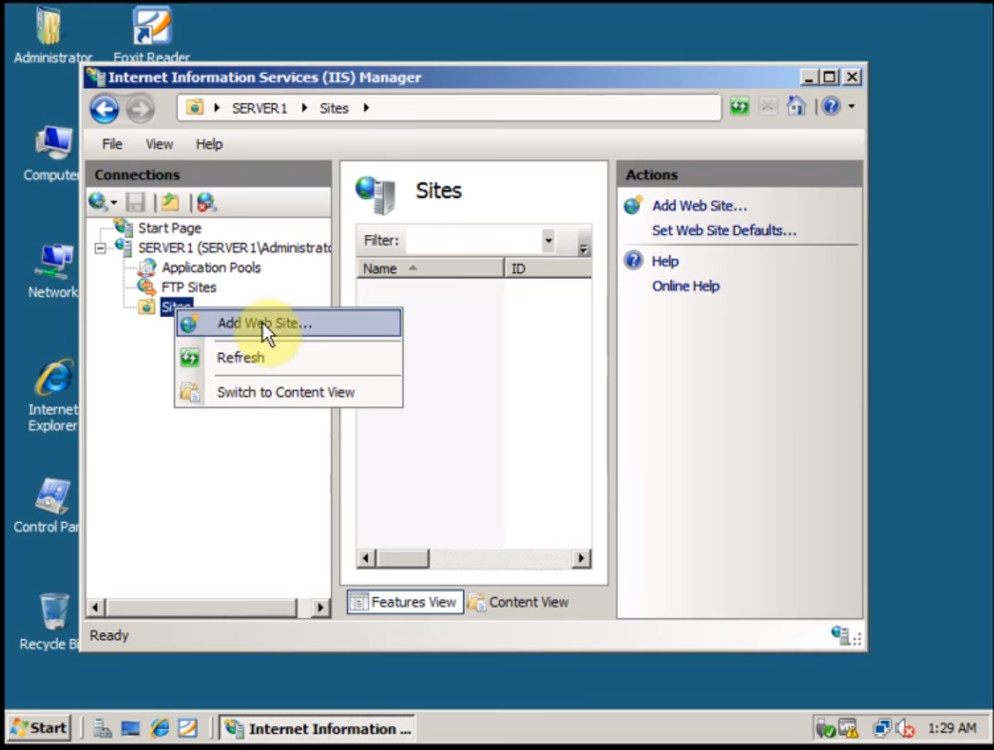 Administrator
Foxit Reader
Internet Information Services (IIS) Manager
SERVER1
Sites
File
View
Help
Connections
Start Page
SERVER1 (SERVER1\Administrato
Application Pools
FTP Sites
Sites
Add Web Site...
Refresh
Switch to Content View
Sites
Filter:
Name
ID
Features View
Content View
Actions
Add Web Site...
Set Web Site Defaults...
Help
Online Help
Ready
Computer
Network
Internet
Explorer
Control Pan
Recycle Bi
Start
Internet Information ...
1:29 AM